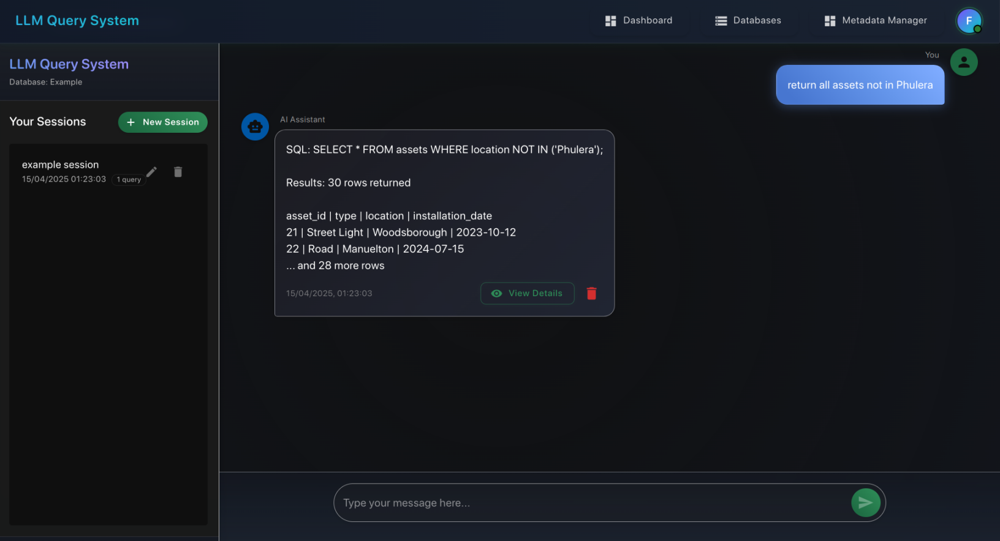 LLM Query System
Dashboard
Databases
Metadata Manager
F
LLM Query System
Database: Example
Your Sessions
+ New Session
example session
15/04/2025 01:23:03
1 query
You
return all assets not in Phulera
AI Assistant
SQL: SELECT * FROM assets WHERE location NOT IN ('Phulera');
Results: 30 rows returned
asset_id | type | location | installation_date
21 | Street Light | Woodsborough | 2023-10-12
22 | Road | Manuelton | 2024-07-15
... and 28 more rows
15/04/2025, 01:23:03
View Details
Type your message here...